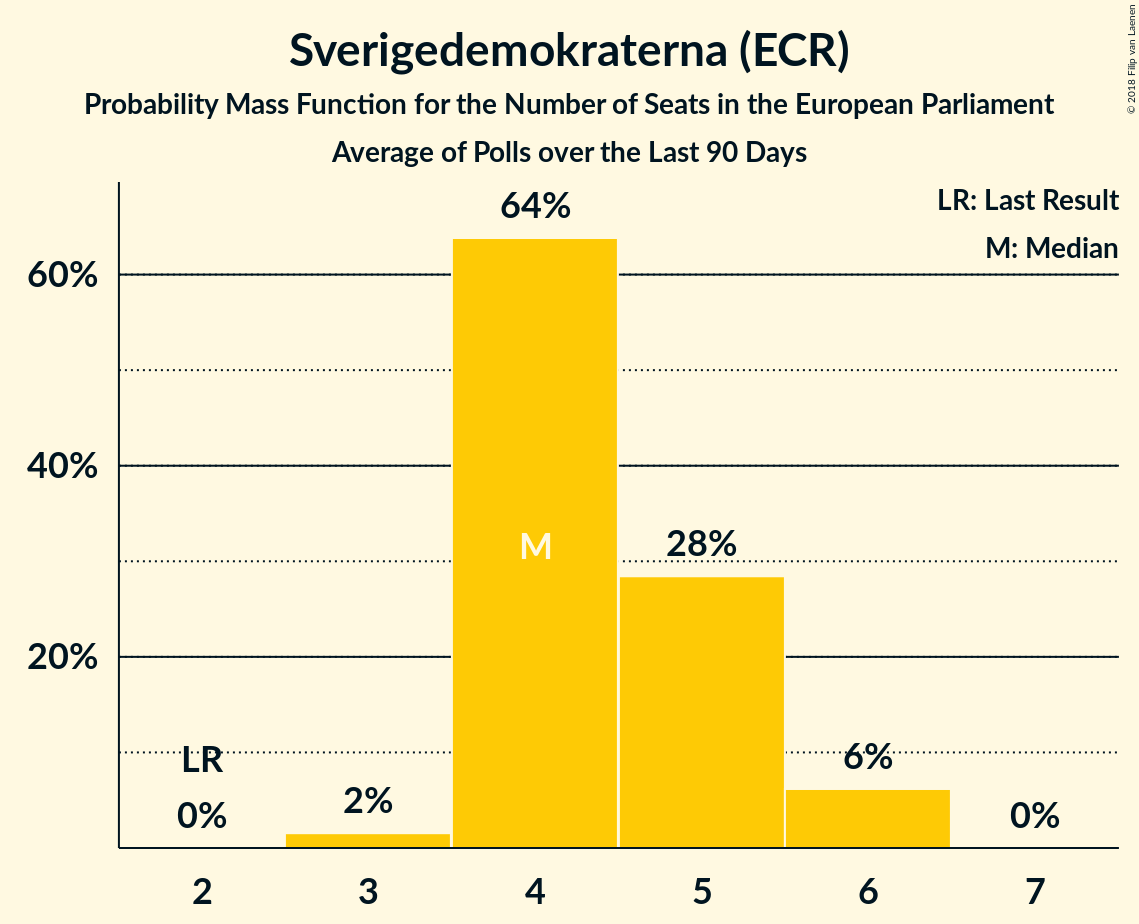 Sverigedemokraterna (ECR)
Probability Mass Function for the Number of Seats in the European Parliament
Average of Polls over the Last 90 Days
© 2018 Filip van Laenen
LR: Last Result
M: Median
64%
60%
40%
M
28%
20%
LR
6%
2%
0%
0%
2 3 4 5 6 7